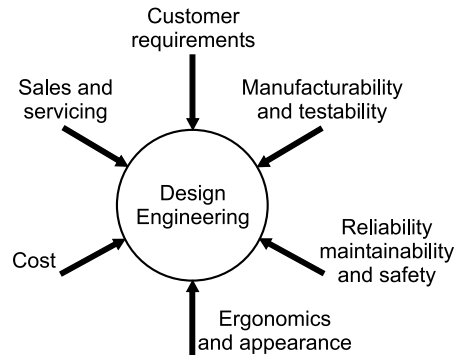 Customer
requirements
Sales and
servicing
Manufacturability
and testability
Design
Engineering
Cost
Reliability
maintainability
and safety
Ergonomics
and appearance